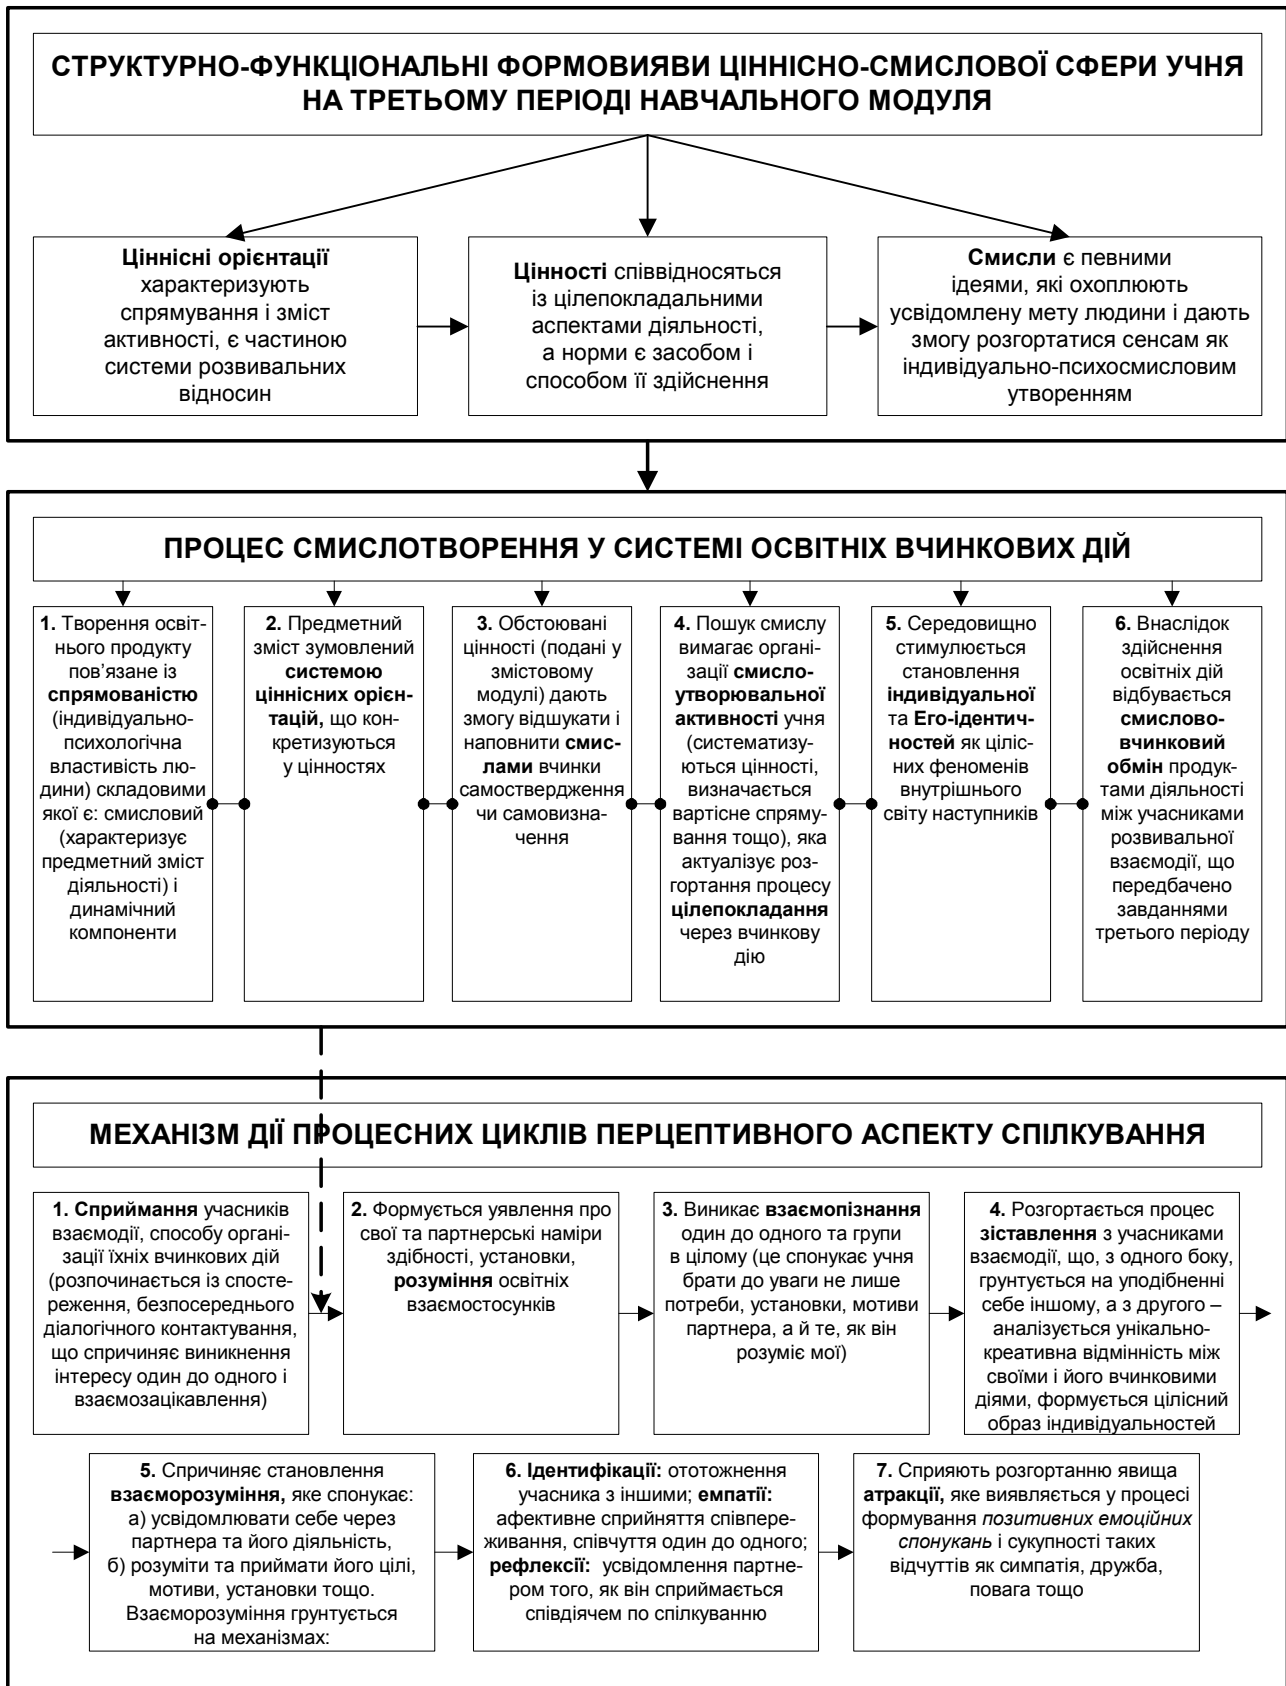 СТРУКТУРНО-ФУНКЦІОНАЛЬНІ ФОРМОВИЯВИ ЦІННІСНО-СМИСЛОВОЇ СФЕРИ УЧНЯ
НА ТРЕТЬОМУ ПЕРІОДІ НАВЧАЛЬНОГО МОДУЛЯ
Ціннісні орієнтації
характеризують
спрямування і зміст
активності, є частиною
системи розвивальних
відносин
Цінності співвідносяться
із цілепокладальними
аспектами діяльності,
а норми є засобом і
способом її здійснення
Смисли є певними
ідеями, які охоплюють
усвідомлену мету людини і дають
змогу розгортатися сенсам як
індивідуально-психосмисловим
утворенням
ПРОЦЕС СМИСЛОТВОРЕННЯ У СИСТЕМІ ОСВІТНІХ ВЧИНКОВИХ ДІЙ
1. Творення освіт-
нього продукту
пов’язане із
спрямованістю
(індивідуально-
психологічна
властивість лю-
дини) складовими
якої є: смисловий
(характеризує
предметний зміст
діяльності) і
динамічний
компоненти
2. Предметний
зміст зумовлений
системою
ціннісних орієн-
тацій, що кон-
кретизуються
у цінностях
3. Обстоювані
цінності (подані у
змістовому
модулі) дають
змогу відшукати і
наповнити смис-
лами вчинки
самоствердження
чи самовизна-
чення
4. Пошук смислу
вимагає органі-
зації смисло-
утворювальної
активності учня
(систематизу-
ються цінності,
визначається
вартісне спряму-
вання тощо), яка
актуалізує роз-
гортання процесу
цілепокладання
через вчинкову
дію
5. Середовищно
стимулюється
становлення
індивідуальної
та Его-ідентич-
ностей як ціліс-
них феноменів
внутрішнього
світу наступників
6. Внаслідок
здійснення
освітніх дій
відбувається
смислово-
вчинковий
обмін продук-
тами діяльності
між учасниками
розвивальної
взаємодії, що
передбачено
завданнями
третього періоду
МЕХАНІЗМ ДІЇ ПРОЦЕСНИХ ЦИКЛІВ ПЕРЦЕПТИВНОГО АСПЕКТУ СПІЛКУВАННЯ
1. Сприймання учасників
взаємодії, способу органі-
зації їхніх вчинкових дій
(розпочинається із спосте-
реження, безпосереднього
діалогічного контактування,
що спричиняє виникнення
інтересу один до одного і
взаємозацікавлення)
2. Формується уявлення про
свої та партнерські наміри
здібності, установки,
розуміння освітніх
взаємостосунків
3. Виникає взаємопізнання
один до одного та групи
в цілому (це спонукає учня
брати до уваги не лише
потреби, установки, мотиви
партнера, а й те, як він
розуміє мої)
4. Розгортається процес
зіставлення з учасниками
взаємодії, що, з одного боку,
грунтується на уподібненні
себе іншому, а з другого –
аналізується унікально-
креативна відмінність між
своїми і його вчинковими
діями, формується цілісний
образ індивідуальностей
5. Спричиняє становлення
взаєморозуміння, яке спонукає:
а) усвідомлювати себе через
партнера та його діяльність,
б) розуміти та приймати його цілі,
мотиви, установки тощо.
Взаєморозуміння грунтується
на механізмах:
6. Ідентифікації: ототожнення
учасника з іншими; емпатії:
афективне сприйняття співпере-
живання, співчуття один до одного;
рефлексії: усвідомлення партне-
ром того, як він сприймається
співдіячем по спілкуванню
7. Сприяють розгортанню явища
атракції, яке виявляється у процесі
формування позитивних емоційних
спонукань і сукупності таких
відчуттів як симпатія, дружба,
повага тощо